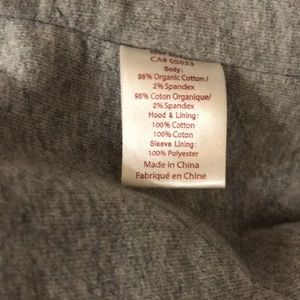 CA# 05033
Body:
98% Organic Cotton /
2% Spandex
98% Coton Organique/
2% Spandex
Hood & Lining:
100% Cotton
100% Coton
Sleeve Lining:
100% Polyester
Made in China
Fabriqué en Chine